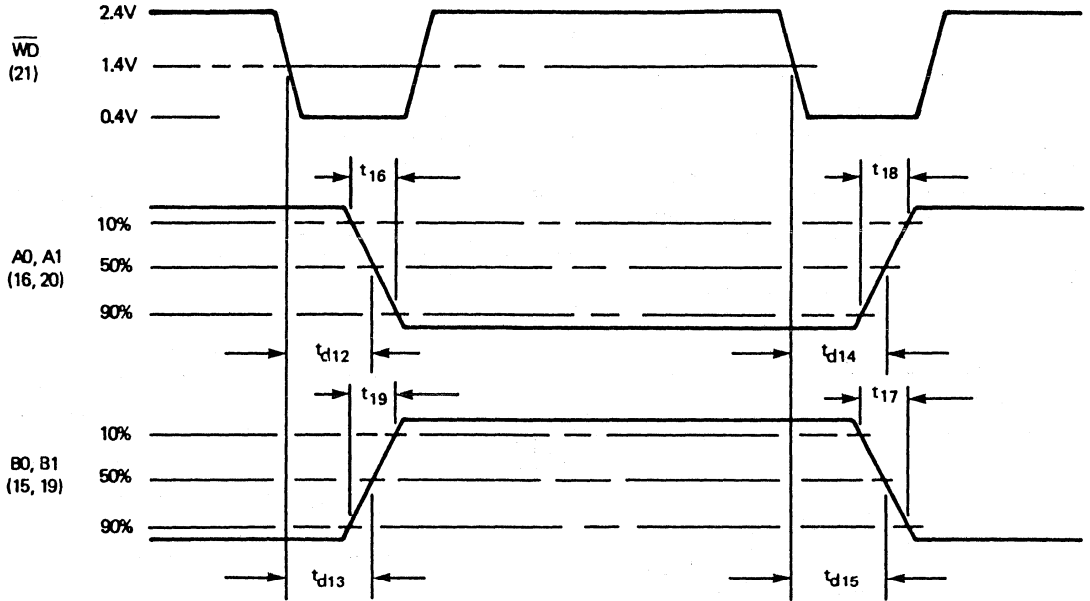 2.4V
WD
(21)
1.4V
0.4V
t16
t18
10%
A0, A1
(16, 20)
50%
90%
td12
td14
t19
t17
10%
B0, B1
(15, 19)
50%
90%
td13
td15